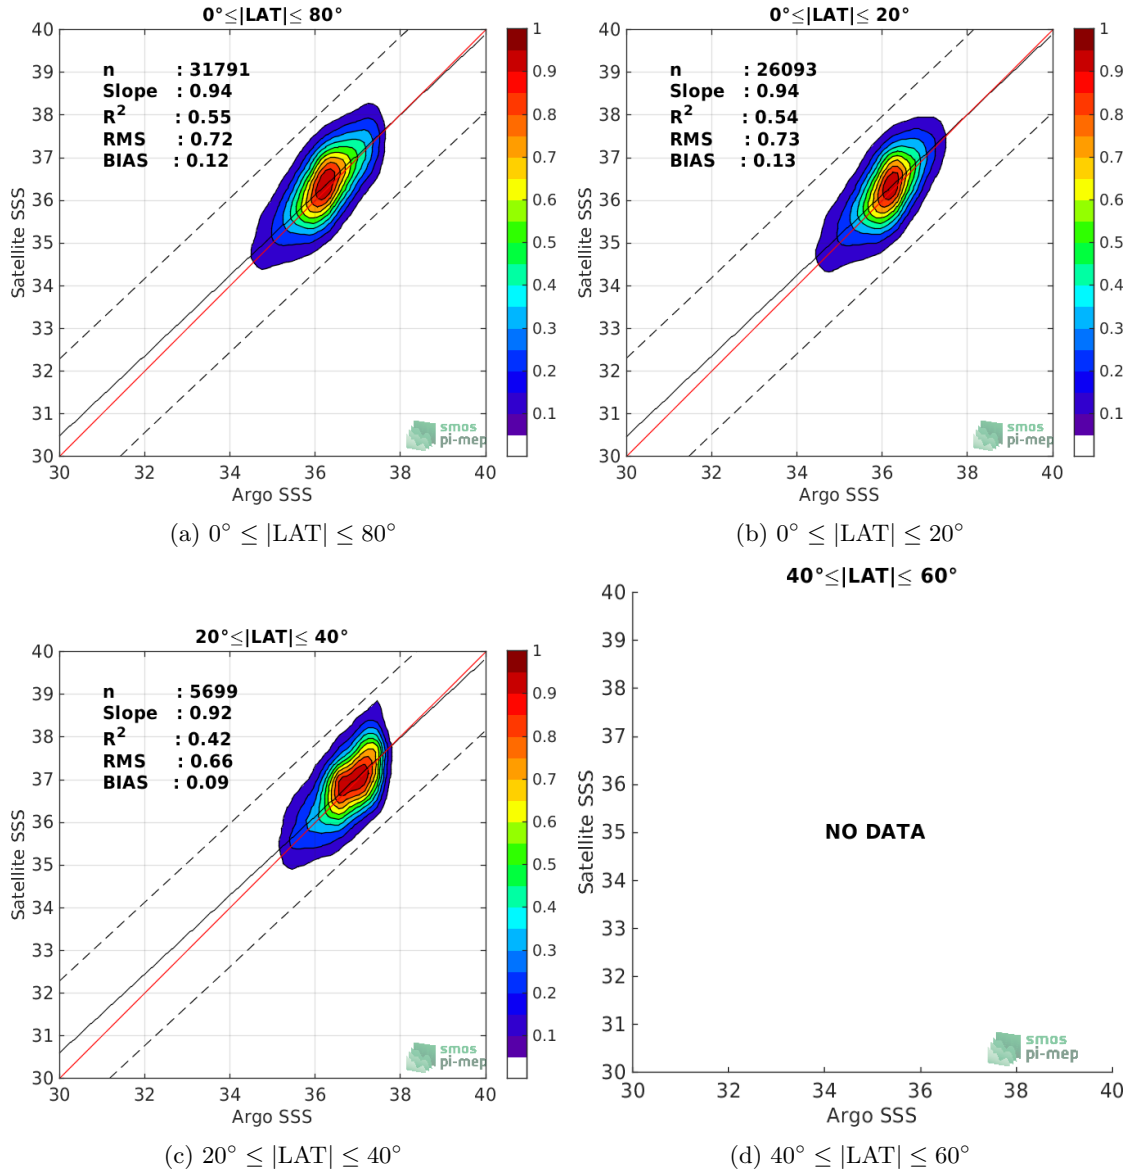 0°≤|LAT|≤ 80°
n : 31791
Slope : 0.94
R² : 0.55
RMS : 0.72
BIAS : 0.12
40
39
38
37
36
35
34
33
32
31
30
30 32 34 36 38 40
Satellite SSS
Argo SSS
1
0.9
0.8
0.7
0.6
0.5
0.4
0.3
0.2
0.1
smos
pi-mep
(a) 0° ≤ |LAT| ≤ 80°
0°≤|LAT|≤ 20°
n : 26093
Slope : 0.94
R² : 0.54
RMS : 0.73
BIAS : 0.13
40
39
38
37
36
35
34
33
32
31
30
30 32 34 36 38 40
Satellite SSS
Argo SSS
1
0.9
0.8
0.7
0.6
0.5
0.4
0.3
0.2
0.1
smos
pi-mep
(b) 0° ≤ |LAT| ≤ 20°
20°≤|LAT|≤ 40°
n : 5699
Slope : 0.92
R² : 0.42
RMS : 0.66
BIAS : 0.09
40
39
38
37
36
35
34
33
32
31
30
30 32 34 36 38 40
Satellite SSS
Argo SSS
1
0.9
0.8
0.7
0.6
0.5
0.4
0.3
0.2
0.1
smos
pi-mep
(c) 20° ≤ |LAT| ≤ 40°
40°≤|LAT|≤ 60°
40
39
38
37
36
35
34
33
32
31
30
30 32 34 36 38 40
Satellite SSS
Argo SSS
NO DATA
smos
pi-mep
(d) 40° ≤ |LAT| ≤ 60°